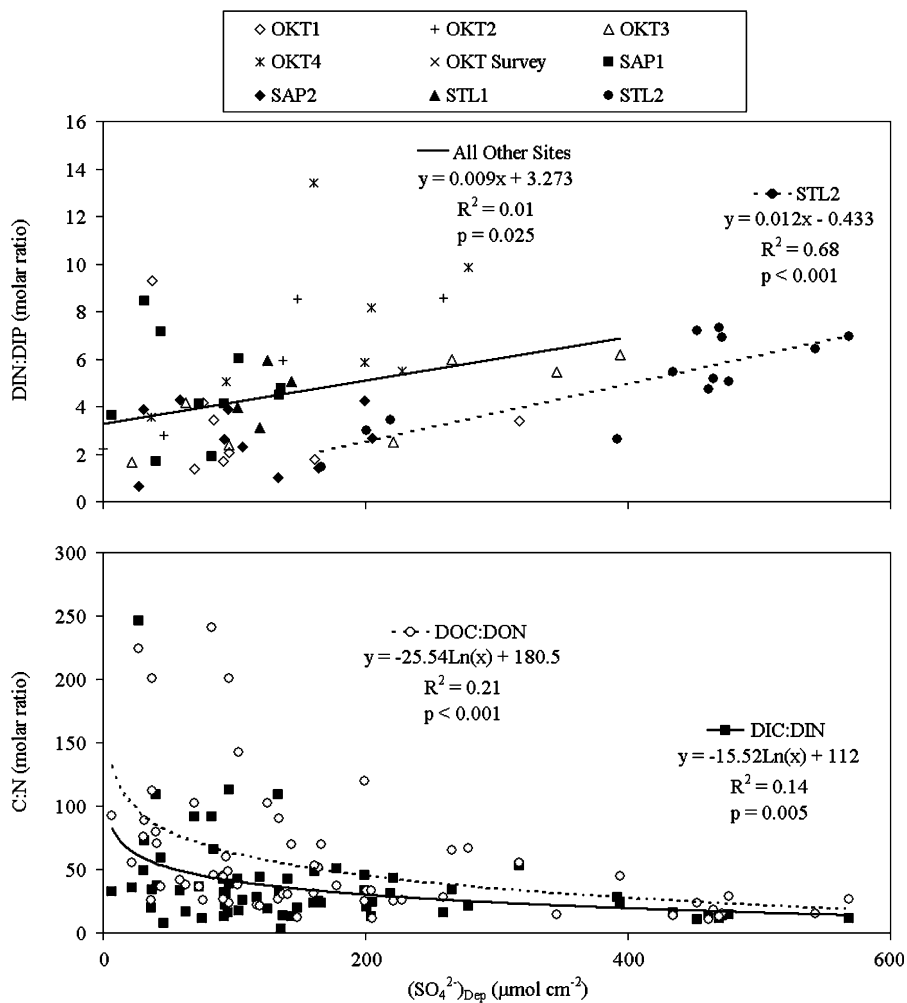 OKT1 OKT2 OKT3
OKT4 OKT Survey SAP1
SAP2 STL1 STL2
16
14
12
10
8
6
4
2
0
DIN:DIP (molar ratio)
All Other Sites
y = 0.009x + 3.273
R² = 0.01
p = 0.025
STL2
y = 0.012x - 0.433
R² = 0.68
p < 0.001
300
250
200
150
100
50
0
C:N (molar ratio)
DOC:DON
y = -25.54Ln(x) + 180.5
R² = 0.21
p < 0.001
DIC:DIN
y = -15.52Ln(x) + 112
R² = 0.14
p = 0.005
0 200 400 600
(SO₄²⁻)Dep (µmol cm⁻²)